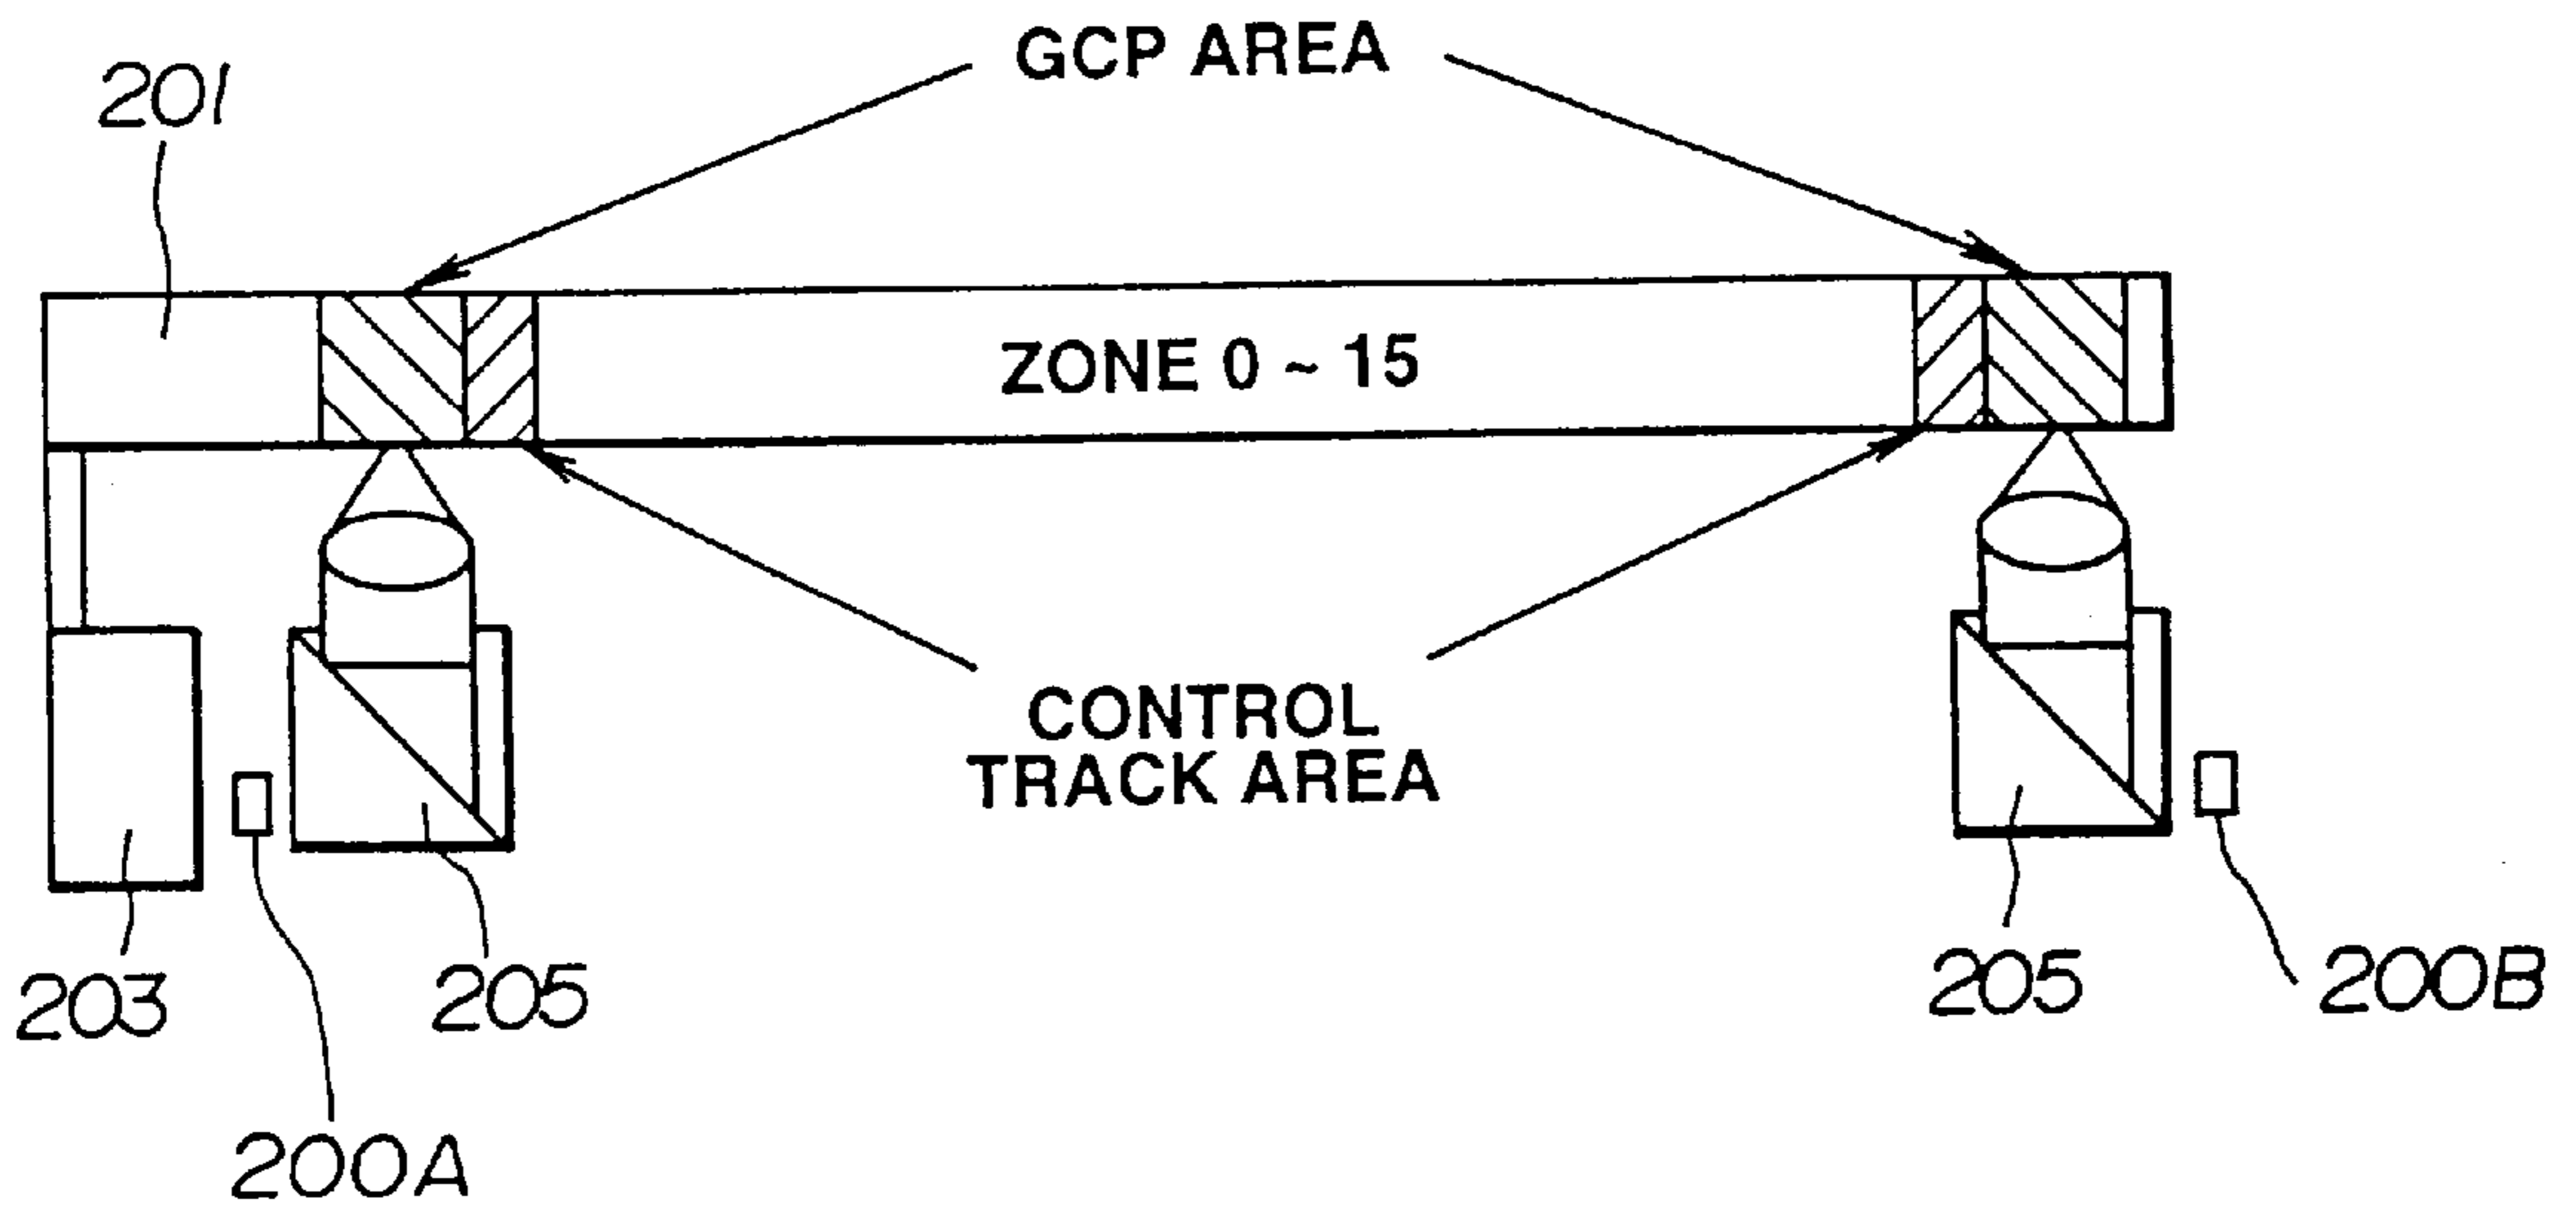 GCP AREA
201
ZONE 0 ~ 15
CONTROL
TRACK AREA
203
205
205
200B
200A